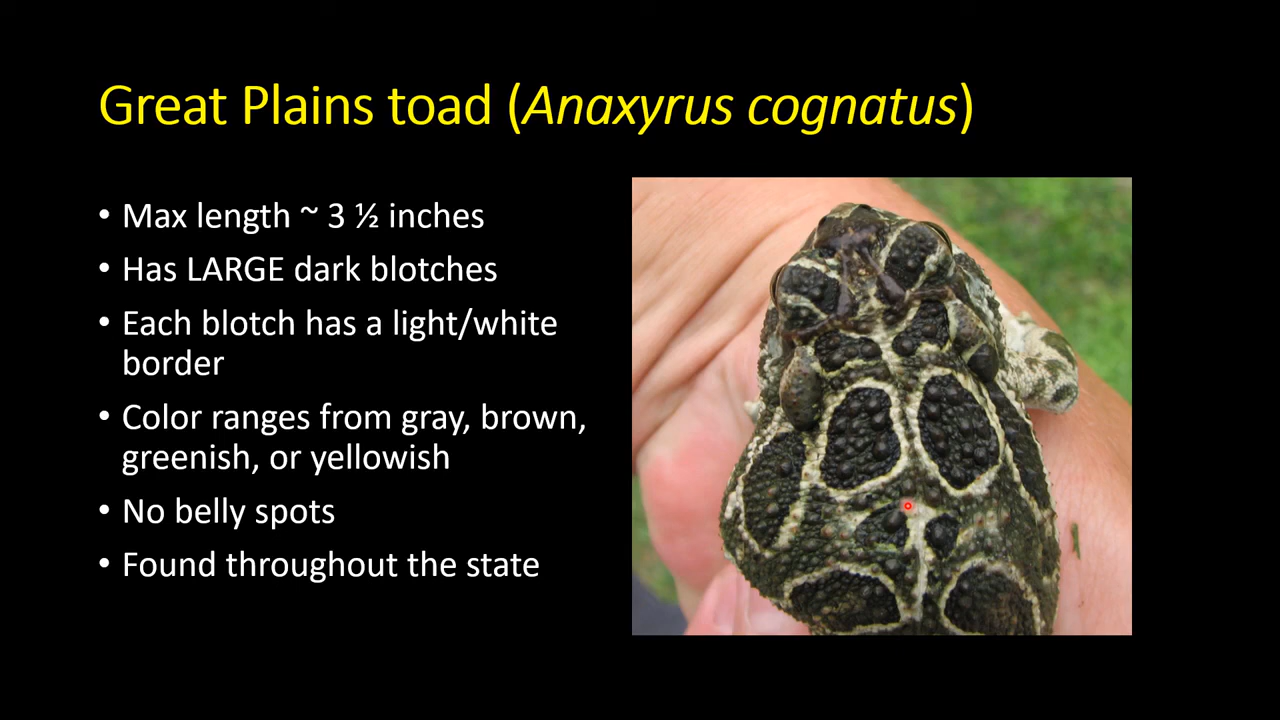 Great Plains toad (Anaxyrus cognatus)
• Max length ~ 3 ½ inches
• Has LARGE dark blotches
• Each blotch has a light/white
border
• Color ranges from gray, brown,
greenish, or yellowish
• No belly spots
• Found throughout the state